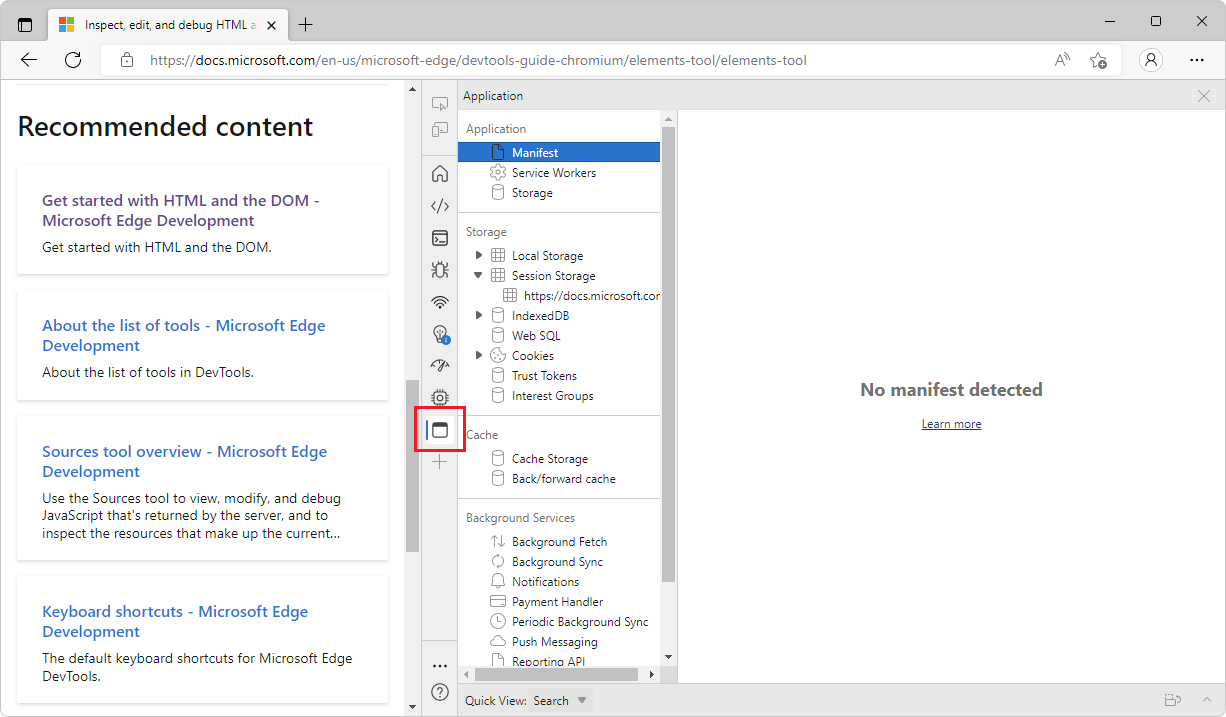 Inspect, edit, and debug HTML a
https://docs.microsoft.com/en-us/microsoft-edge/devtools-guide-chromium/elements-tool/elements-tool
Recommended content
Get started with HTML and the DOM -
Microsoft Edge Development
Get started with HTML and the DOM.
About the list of tools - Microsoft Edge
Development
About the list of tools in DevTools.
Sources tool overview - Microsoft Edge
Development
Use the Sources tool to view, modify, and debug
JavaScript that's returned by the server, and to
inspect the resources that make up the current...
Keyboard shortcuts - Microsoft Edge
Development
The default keyboard shortcuts for Microsoft Edge
DevTools.
Application
Application
Manifest
Service Workers
Storage
Storage
Local Storage
Session Storage
https://docs.microsoft.cor
IndexedDB
Web SQL
Cookies
Trust Tokens
Interest Groups
Cache
Cache Storage
Back/forward cache
Background Services
Background Fetch
Background Sync
Notifications
Payment Handler
Periodic Background Sync
Push Messaging
Reporting API
No manifest detected
Learn more
Quick View: Search